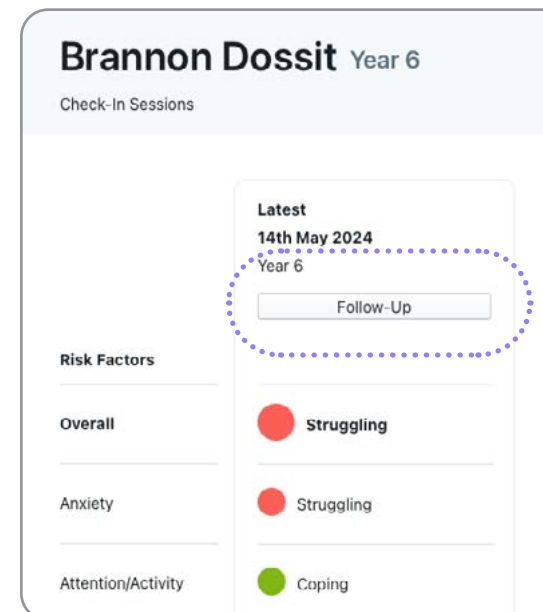 Brannon Dossit Year 6
Check-In Sessions
Latest
14th May 2024
Year 6
Follow-Up
Risk Factors
Overall Struggling
Anxiety Struggling
Attention/Activity Coping